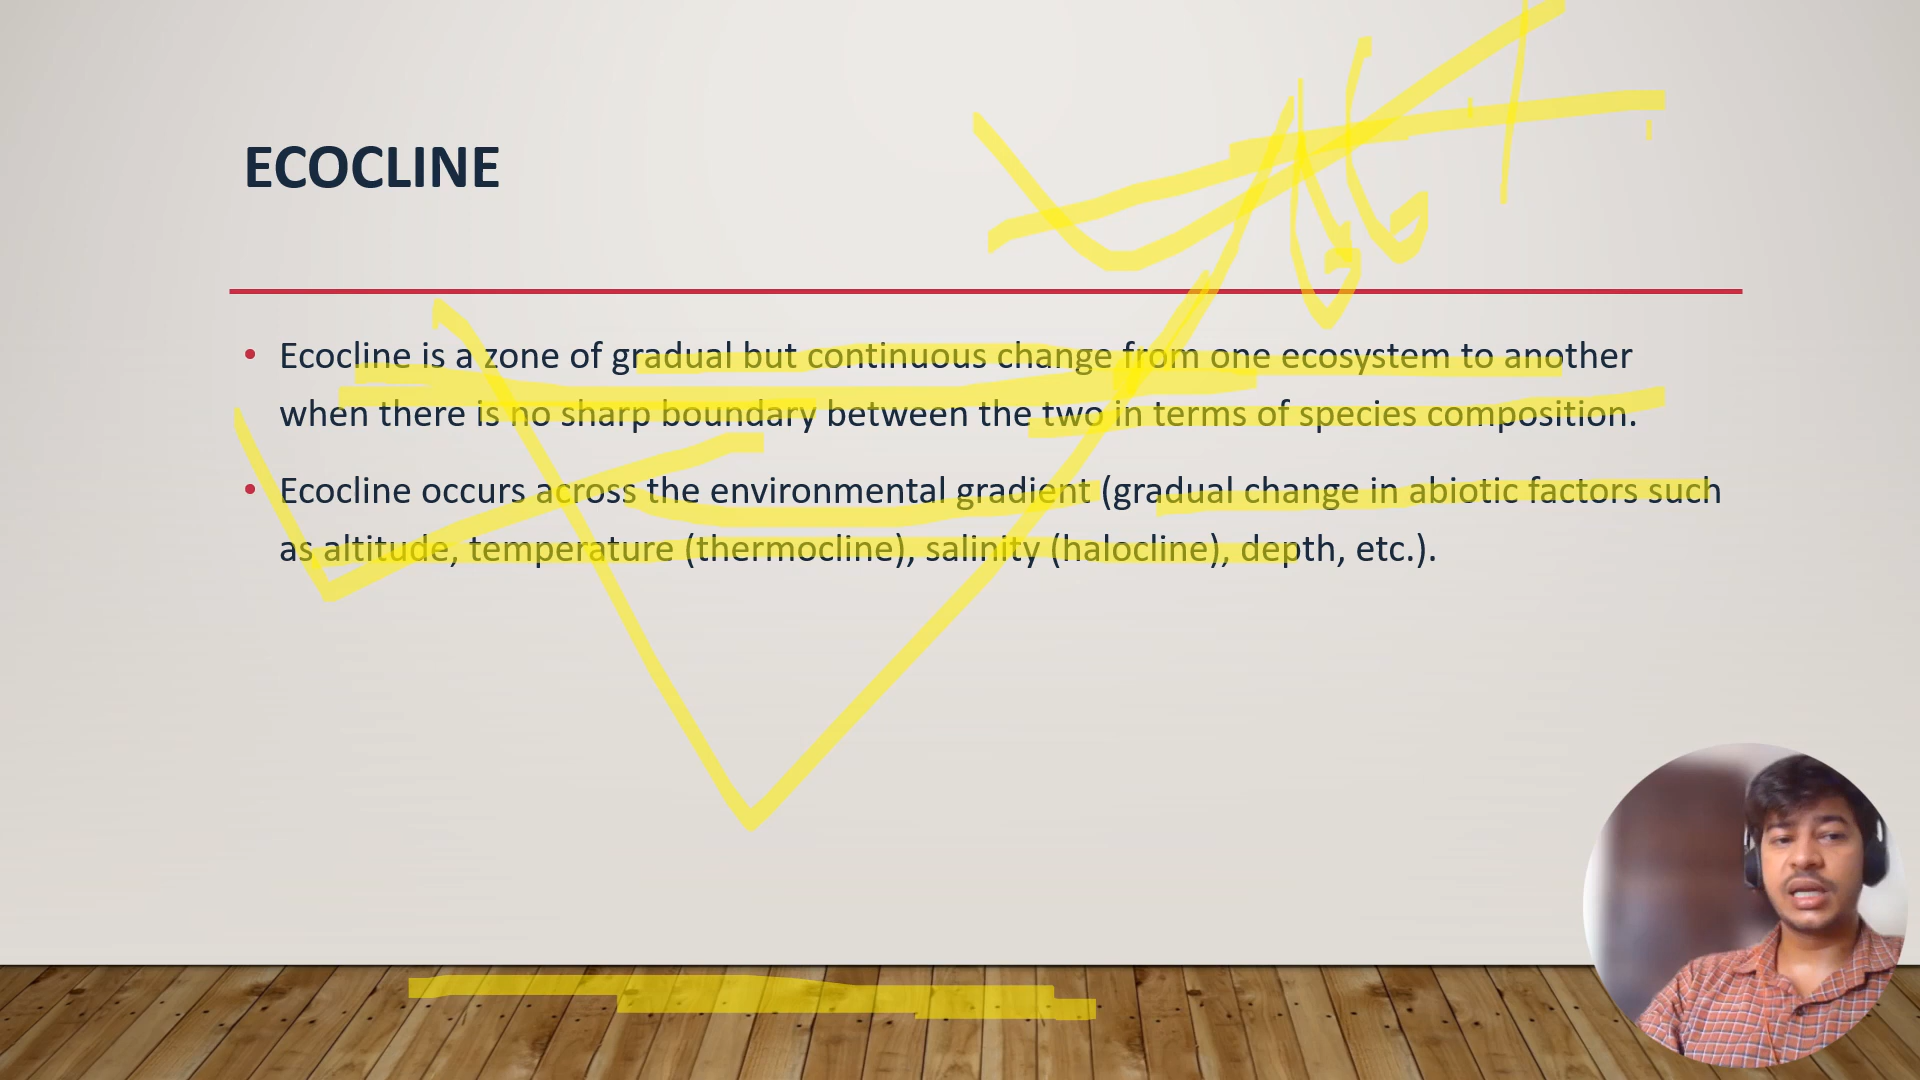 ECOCLINE
• Ecocline is a zone of gradual but continuous change from one ecosystem to another
when there is no sharp boundary between the two in terms of species composition.
• Ecocline occurs across the environmental gradient (gradual change in abiotic factors such
as altitude, temperature (thermocline), salinity (halocline), depth, etc.).